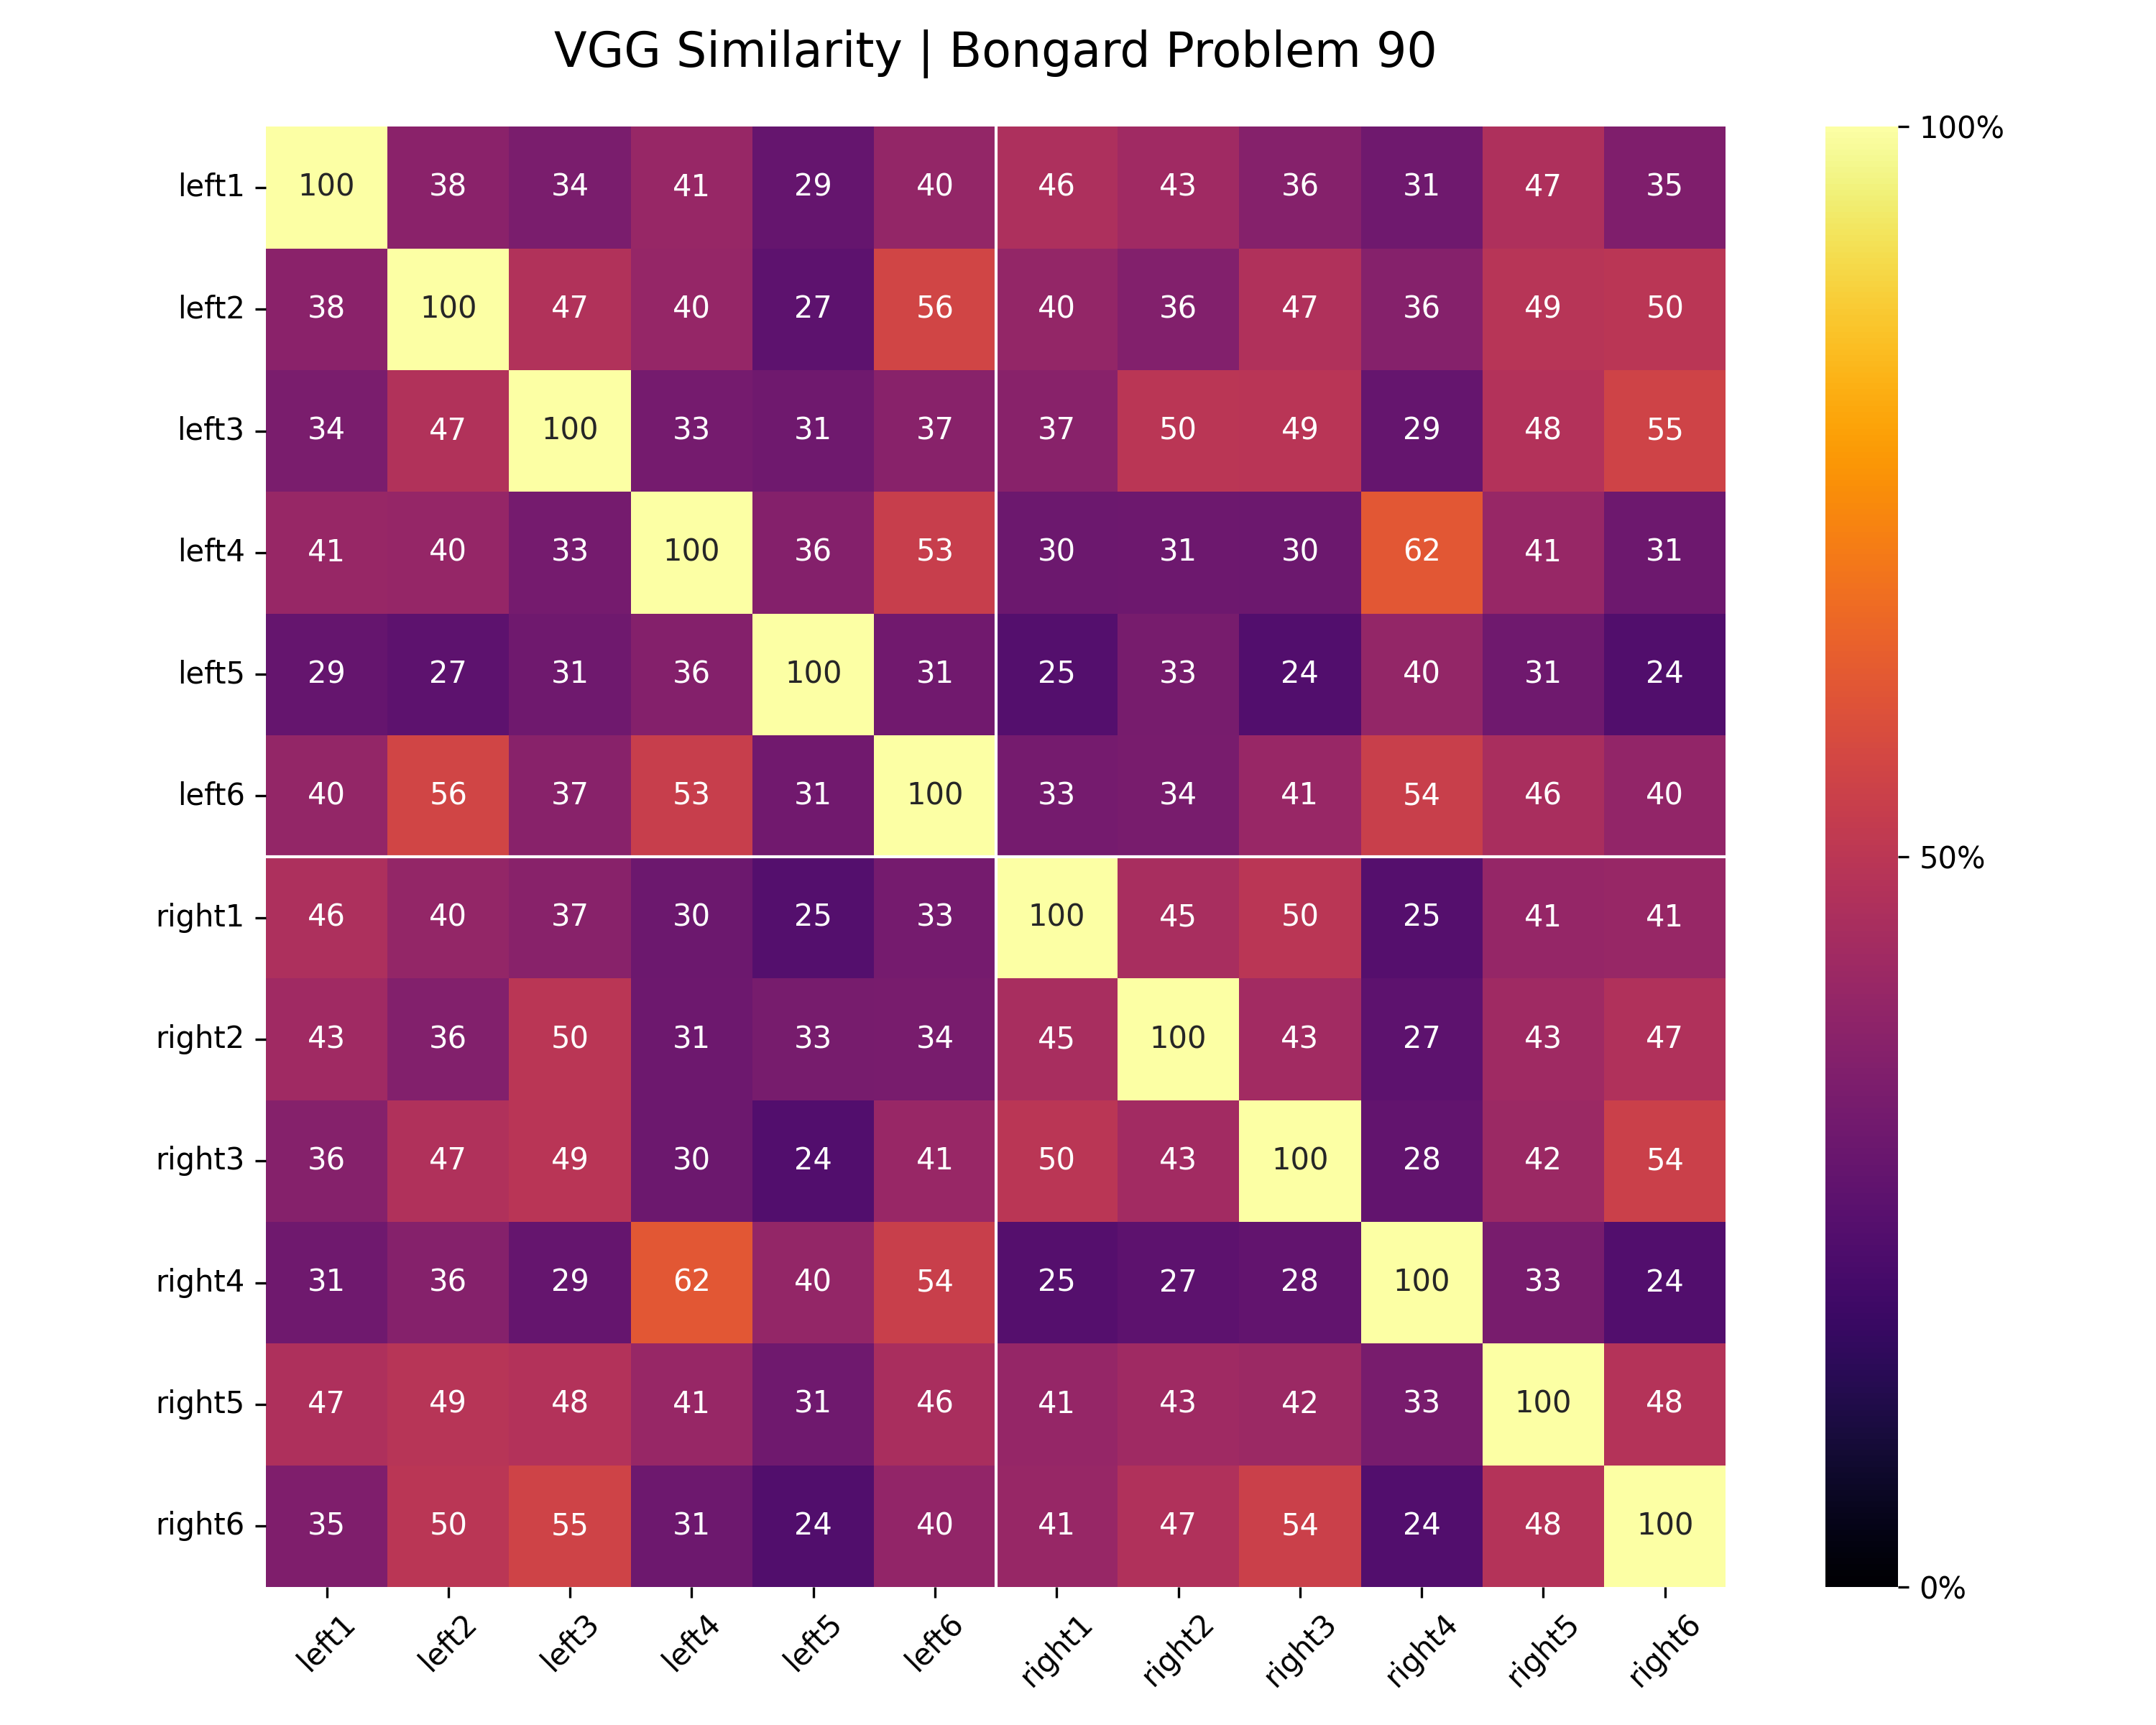 VGG Similarity | Bongard Problem 90
left1 100 38 34 41 29 40 46 43 36 31 47 35
left2 38 100 47 40 27 56 40 36 47 36 49 50
left3 34 47 100 33 31 37 37 50 49 29 48 55
left4 41 40 33 100 36 53 30 31 30 62 41 31
left5 29 27 31 36 100 31 25 33 24 40 31 24
left6 40 56 37 53 31 100 33 34 41 54 46 40
right1 46 40 37 30 25 33 100 45 50 25 41 41
right2 43 36 50 31 33 34 45 100 43 27 43 47
right3 36 47 49 30 24 41 50 43 100 28 42 54
right4 31 36 29 62 40 54 25 27 28 100 33 24
right5 47 49 48 41 31 46 41 43 42 33 100 48
right6 35 50 55 31 24 40 41 47 54 24 48 100
left1 left2 left3 left4 left5 left6 right1 right2 right3 right4 right5 right6
100%
50%
0%